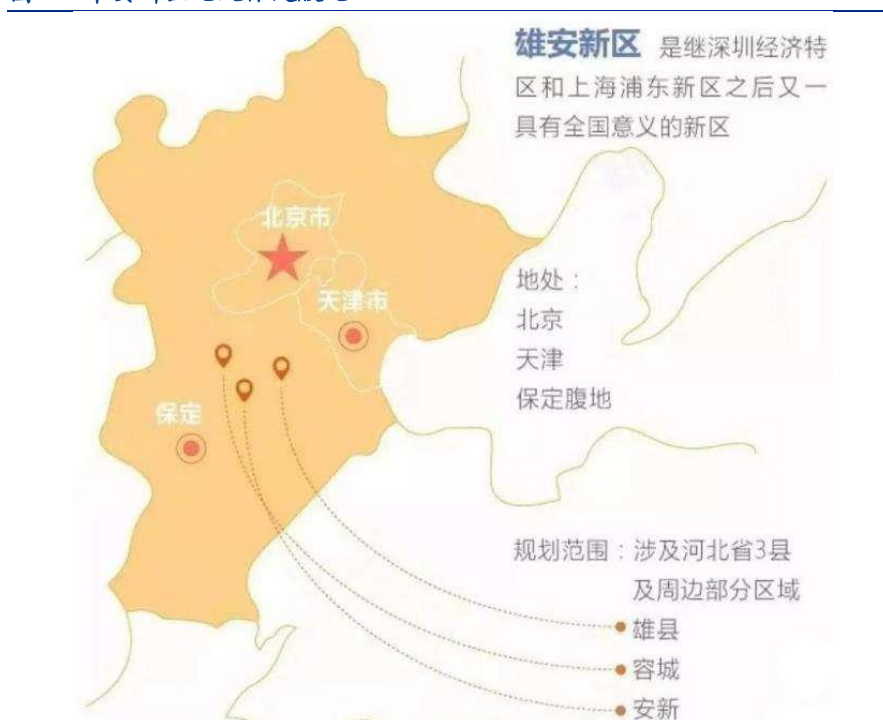 雄安新区 是继深圳经济特
区和上海浦东新区之后又一
具有全国意义的新区
北京市
地处：
天津市
北京
天津
保定腹地
保定
规划范围：涉及河北省3县
及周边部分区域
雄县
容城
安新